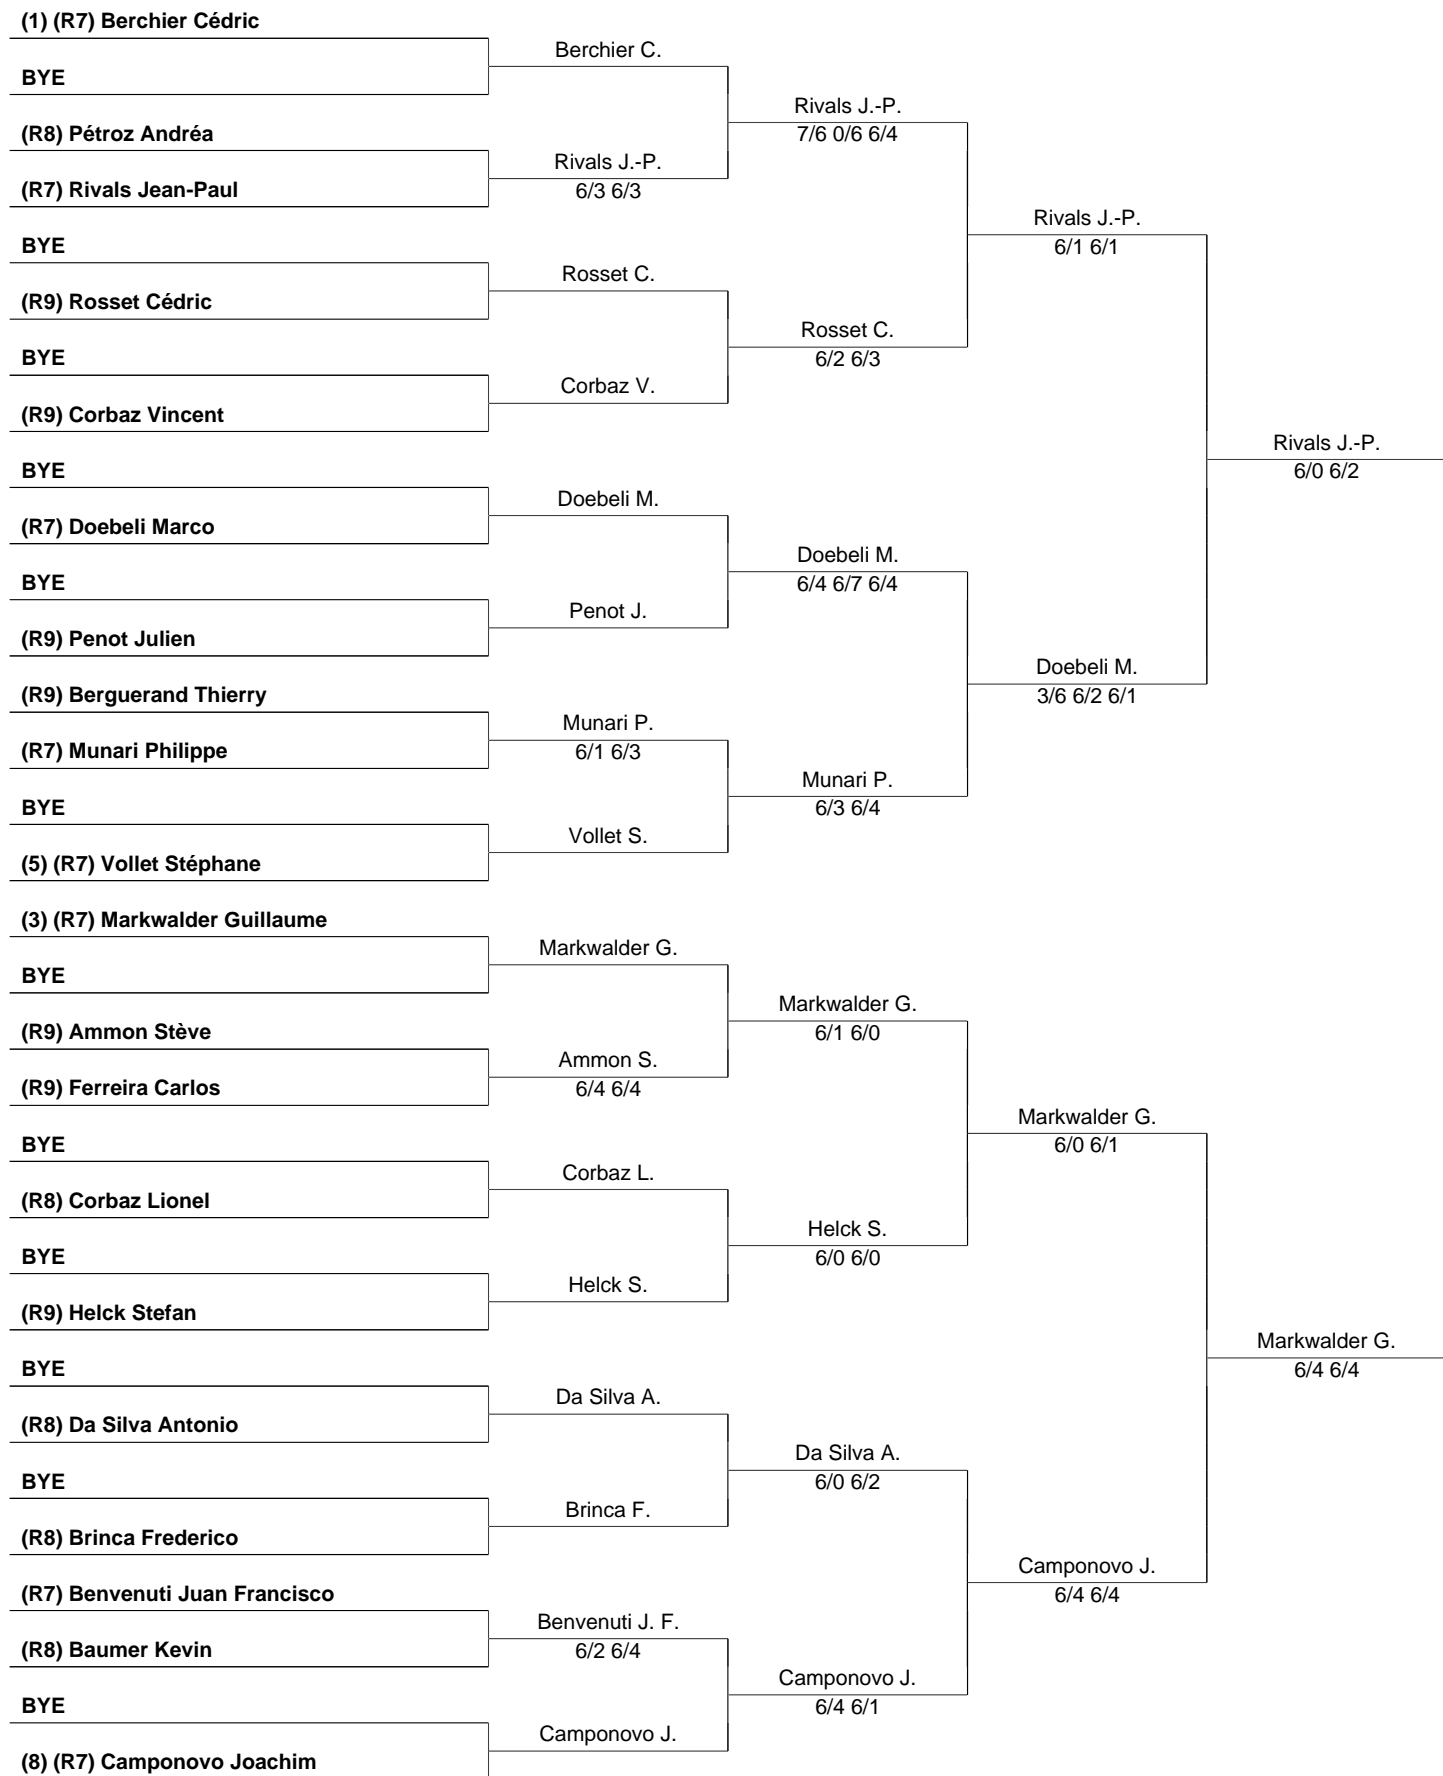 (1) (R7) Berchier Cédric
BYE
(R8) Pétroz Andréa
(R7) Rivals Jean-Paul
BYE
(R9) Rosset Cédric
BYE
(R9) Corbaz Vincent
BYE
(R7) Doebeli Marco
BYE
(R9) Penot Julien
(R9) Berguerand Thierry
(R7) Munari Philippe
BYE
(5) (R7) Vollet Stéphane
(3) (R7) Markwalder Guillaume
BYE
(R9) Ammon Stève
(R9) Ferreira Carlos
BYE
(R8) Corbaz Lionel
BYE
(R9) Helck Stefan
BYE
(R8) Da Silva Antonio
BYE
(R8) Brinca Frederico
(R7) Benvenuti Juan Francisco
(R8) Baumer Kevin
BYE
(8) (R7) Camponovo Joachim
Berchier C.
Rivals J.-P.
6/3 6/3
Rosset C.
Corbaz V.
Doebeli M.
Penot J.
Munari P.
6/1 6/3
Vollet S.
Markwalder G.
Ammon S.
6/4 6/4
Corbaz L.
Helck S.
Da Silva A.
Brinca F.
Benvenuti J. F.
6/2 6/4
Camponovo J.
Rivals J.-P.
7/6 0/6 6/4
Rosset C.
6/2 6/3
Doebeli M.
6/4 6/7 6/4
Munari P.
6/3 6/4
Markwalder G.
6/1 6/0
Helck S.
6/0 6/0
Da Silva A.
6/0 6/2
Camponovo J.
6/4 6/1
Rivals J.-P.
6/1 6/1
Doebeli M.
3/6 6/2 6/1
Markwalder G.
6/0 6/1
Camponovo J.
6/4 6/4
Rivals J.-P.
6/0 6/2
Markwalder G.
6/4 6/4